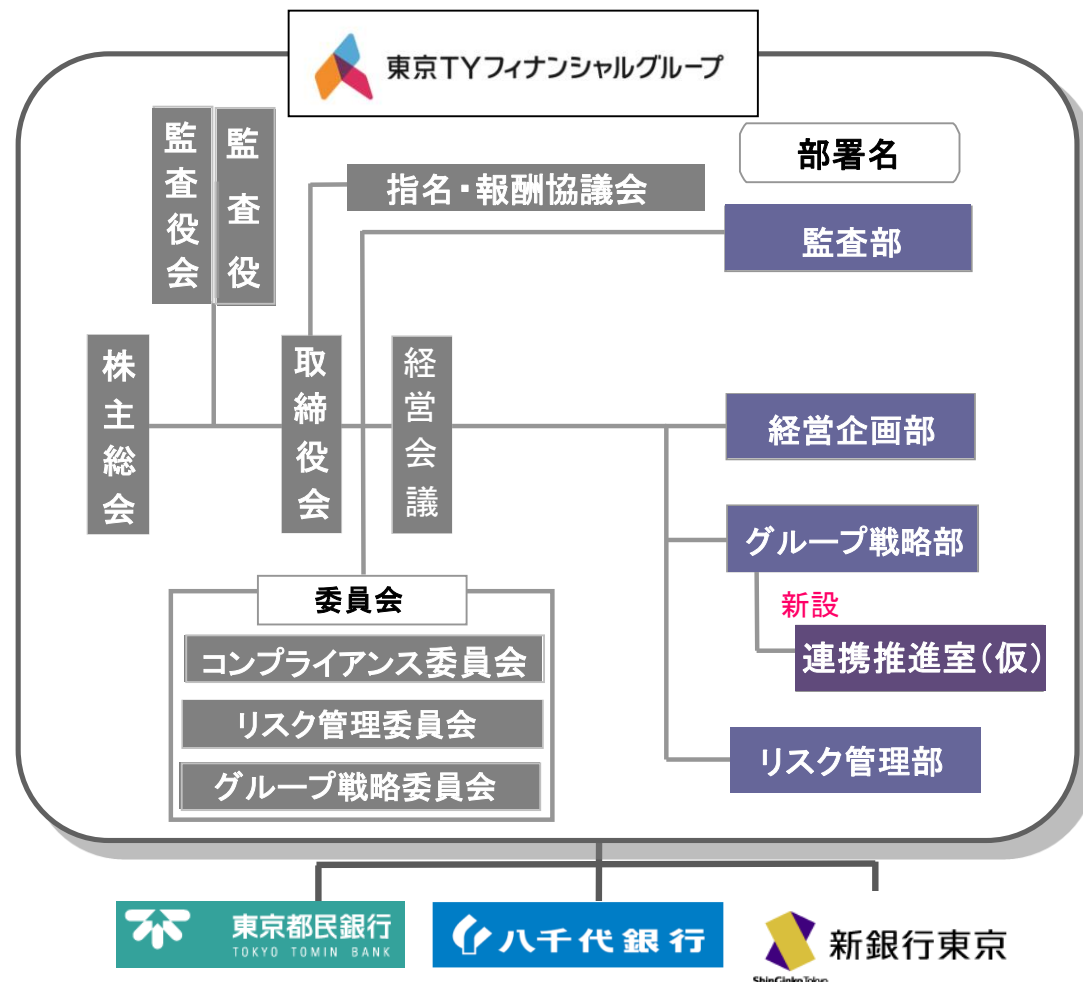 東京TYフィナンシャルグループ
監査役会
監査役
指名・報酬協議会
部署名
監査部
株主総会
取締役会
経営会議
経営企画部
グループ戦略部
新設
連携推進室(仮)
リスク管理部
委員会
コンプライアンス委員会
リスク管理委員会
グループ戦略委員会
東京都民銀行
TOKYO TOMIN BANK
八千代銀行
新銀行東京
ShinGinko Tokyo